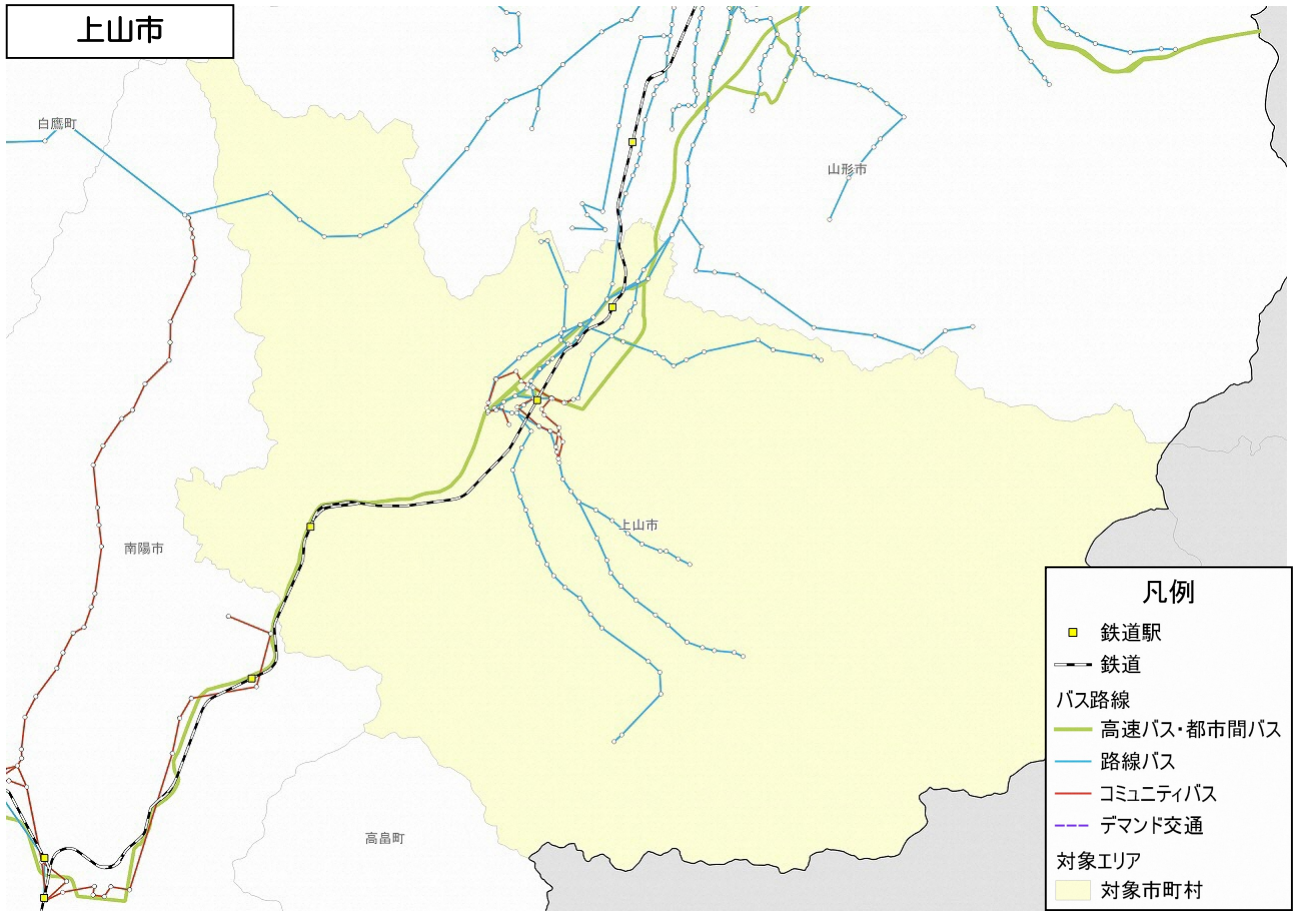 上山市
白鷹町
山形市
上山市
南陽市
高畠町
凡例
鉄道駅
鉄道
バス路線
高速バス・都市間バス
路線バス
コミュニティバス
デマンド交通
対象エリア
対象市町村